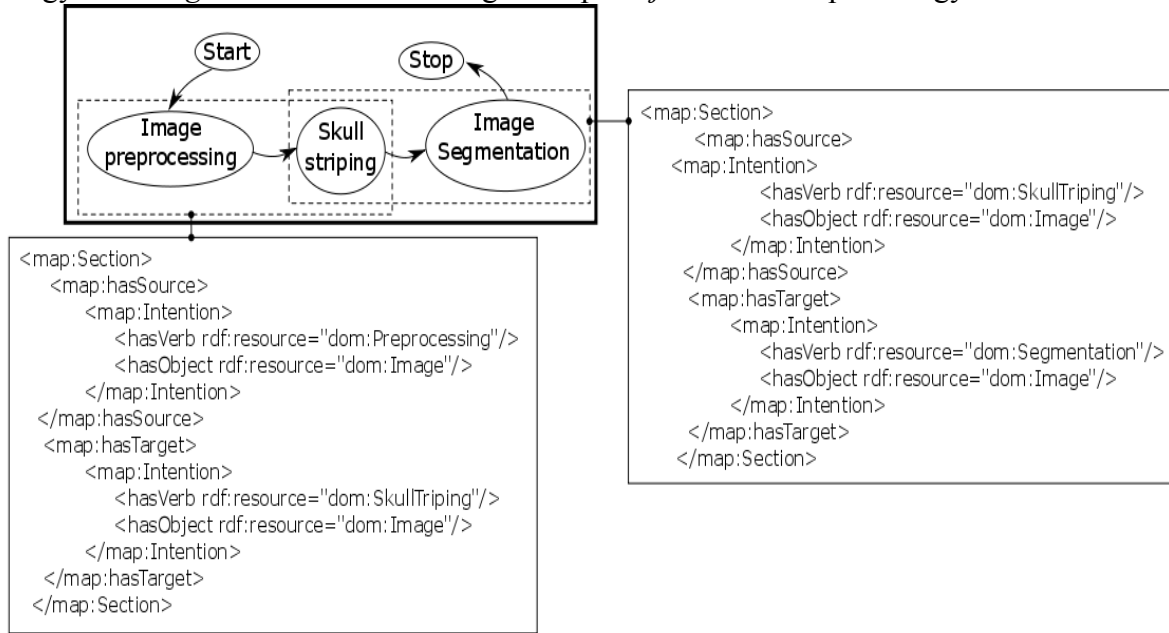 Start
Stop
Image
preprocessing
Skull
striping
Image
Segmentation
<map:Section>
<map:hasSource>
<map:Intention>
<hasVerb rdf:resource="dom:SkullTriping"/>
<hasObject rdf:resource="dom:Image"/>
</map:Intention>
</map:hasSource>
<map:hasTarget>
<map:Intention>
<hasVerb rdf:resource="dom:Segmentation"/>
<hasObject rdf:resource="dom:Image"/>
</map:Intention>
</map:hasTarget>
</map:Section>
<map:Section>
<map:hasSource>
<map:Intention>
<hasVerb rdf:resource="dom:Preprocessing"/>
<hasObject rdf:resource="dom:Image"/>
</map:Intention>
</map:hasSource>
<map:hasTarget>
<map:Intention>
<hasVerb rdf:resource="dom:SkullTriping"/>
<hasObject rdf:resource="dom:Image"/>
</map:Intention>
</map:hasTarget>
</map:Section>